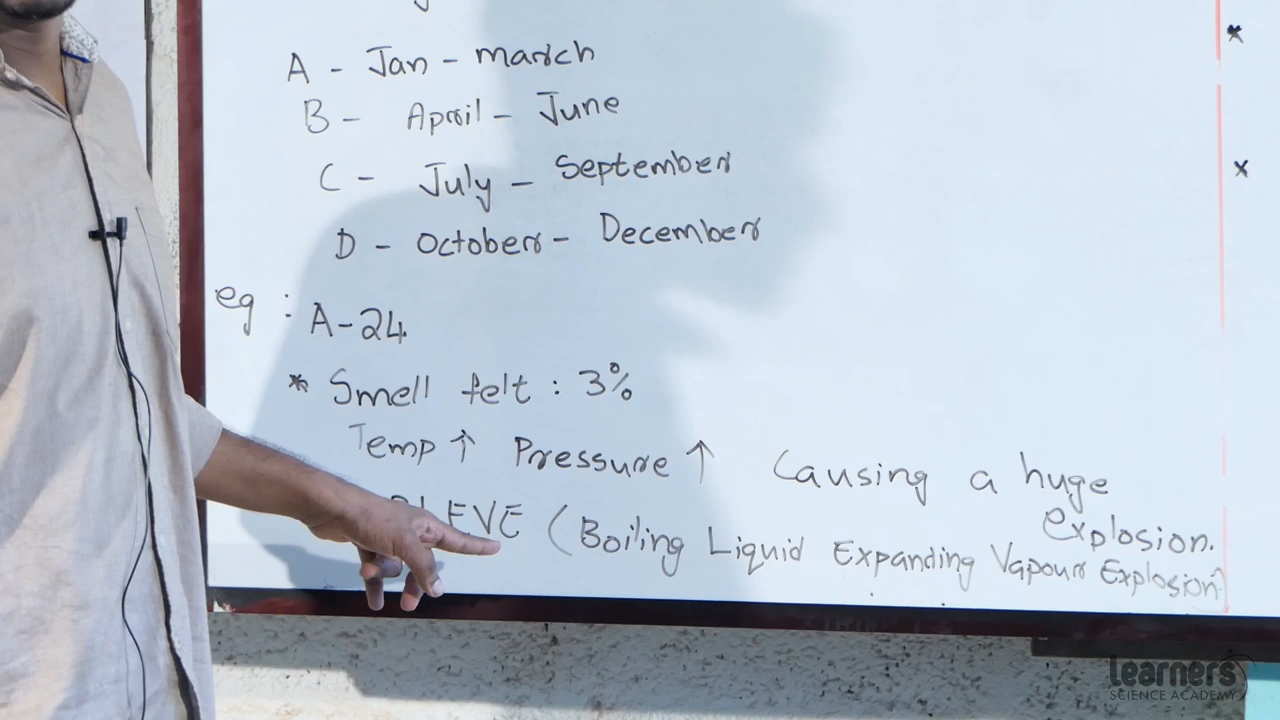 A - Jan - march
B - April - June
C - July - September
D - October - December
eg : A-24
* Smell felt : 3%
Temp ↑ Pressure ↑ Causing a huge
explosion.
BLEVE (Boiling Liquid Expanding Vapour Explosion)
Learners
SCIENCE ACADEMY